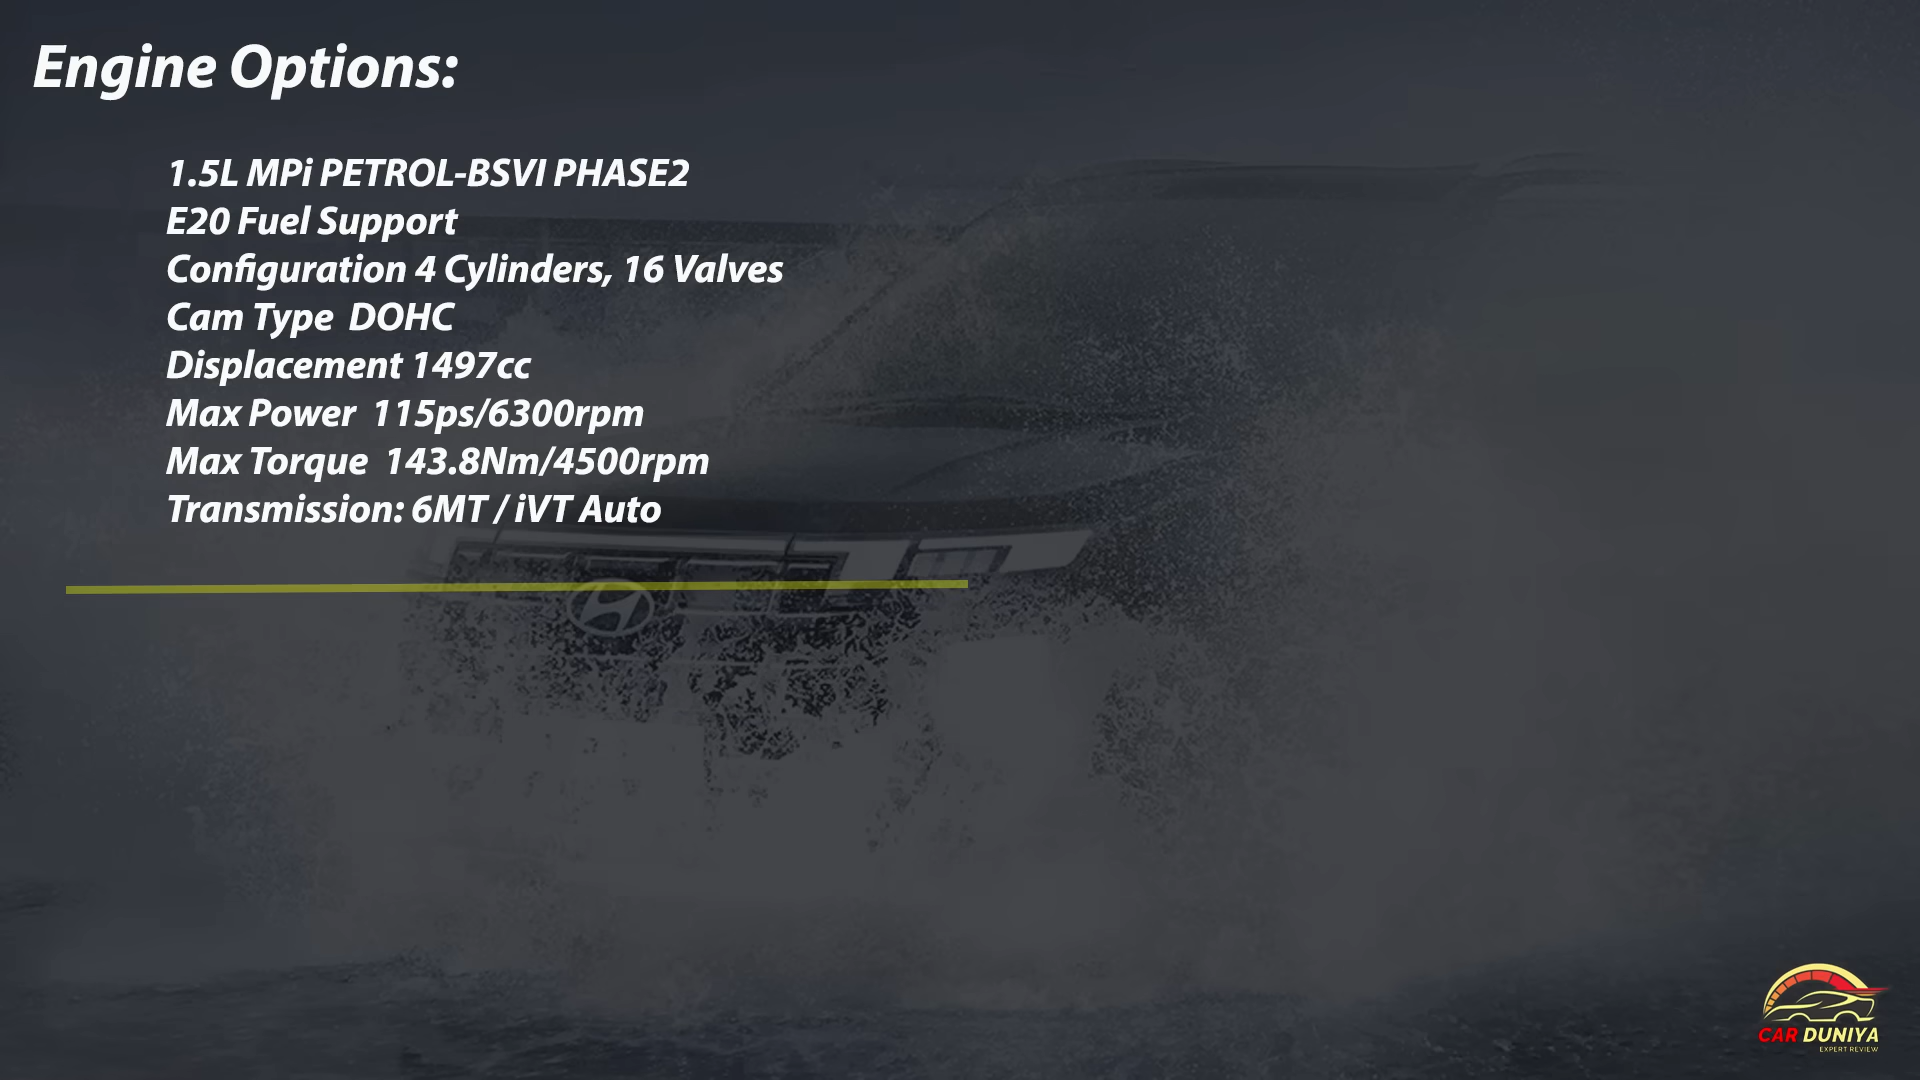 Engine Options:
1.5L MPi PETROL-BSVI PHASE2
E20 Fuel Support
Configuration 4 Cylinders, 16 Valves
Cam Type  DOHC
Displacement 1497cc
Max Power  115ps/6300rpm
Max Torque  143.8Nm/4500rpm
Transmission: 6MT / iVT Auto
CAR DUNIYA
EXPERT REVIEW